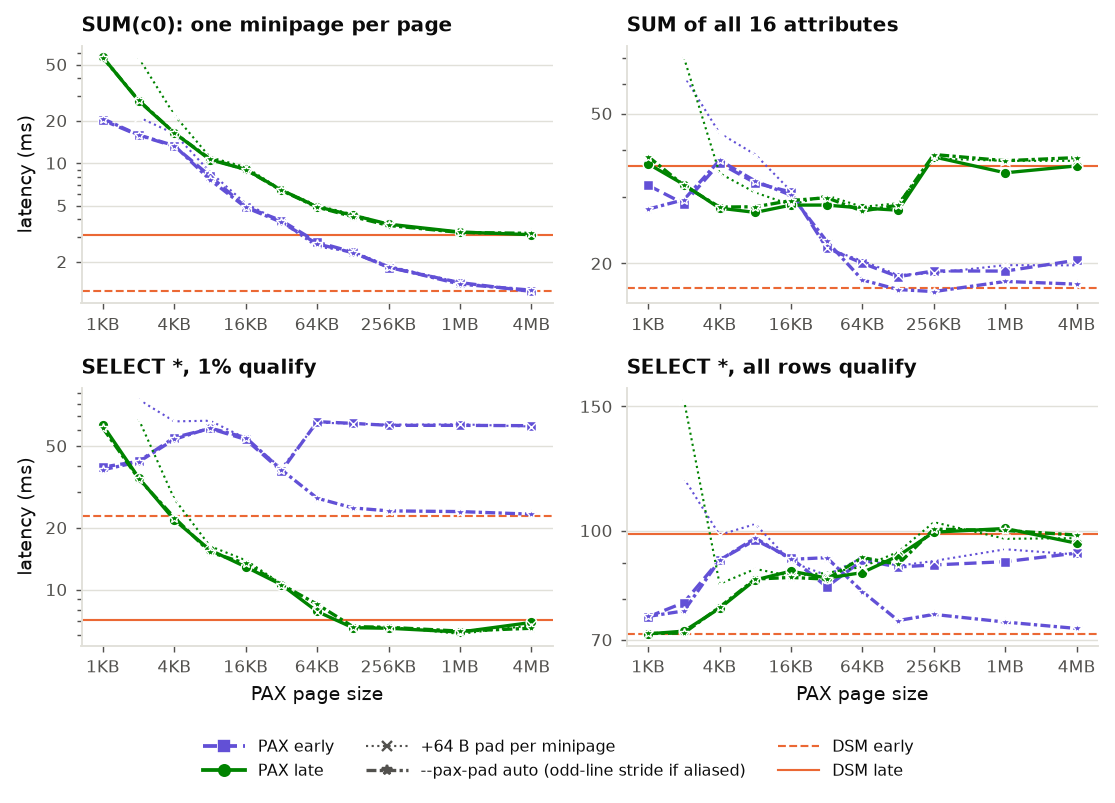 SUM(c0): one minipage per page
latency (ms)
50
20
10
5
2
1KB 4KB 16KB 64KB 256KB 1MB 4MB
SUM of all 16 attributes
50
20
1KB 4KB 16KB 64KB 256KB 1MB 4MB
SELECT *, 1% qualify
latency (ms)
50
20
10
1KB 4KB 16KB 64KB 256KB 1MB 4MB
PAX page size
SELECT *, all rows qualify
150
100
70
1KB 4KB 16KB 64KB 256KB 1MB 4MB
PAX page size
PAX early
PAX late
+64 B pad per minipage
--pax-pad auto (odd-line stride if aliased)
DSM early
DSM late